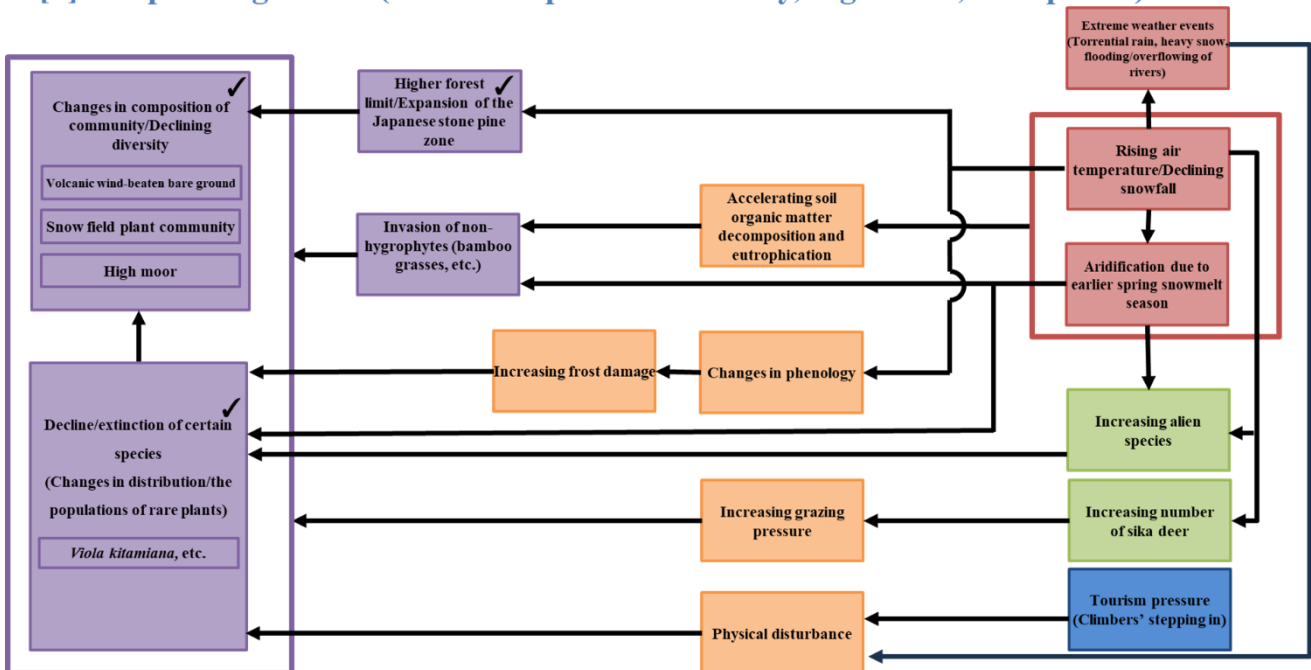 Extreme weather events
(Torrential rain, heavy snow,
flooding/overflowing of
rivers)
Changes in composition of
community/Declining
diversity
Volcanic wind-beaten bare ground
Snow field plant community
High moor
Higher forest
limit/Expansion of the
Japanese stone pine
zone
Rising air
temperature/Declining
snowfall
Accelerating soil
organic matter
decomposition and
eutrophication
Invasion of non-
hygrophytes (bamboo
grasses, etc.)
Aridification due to
earlier spring snowmelt
season
Increasing frost damage
Changes in phenology
Decline/extinction of certain
species
(Changes in distribution/the
populations of rare plants)
Viola kitamiana, etc.
Increasing alien
species
Increasing grazing
pressure
Increasing number
of sika deer
Physical disturbance
Tourism pressure
(Climbers’ stepping in)